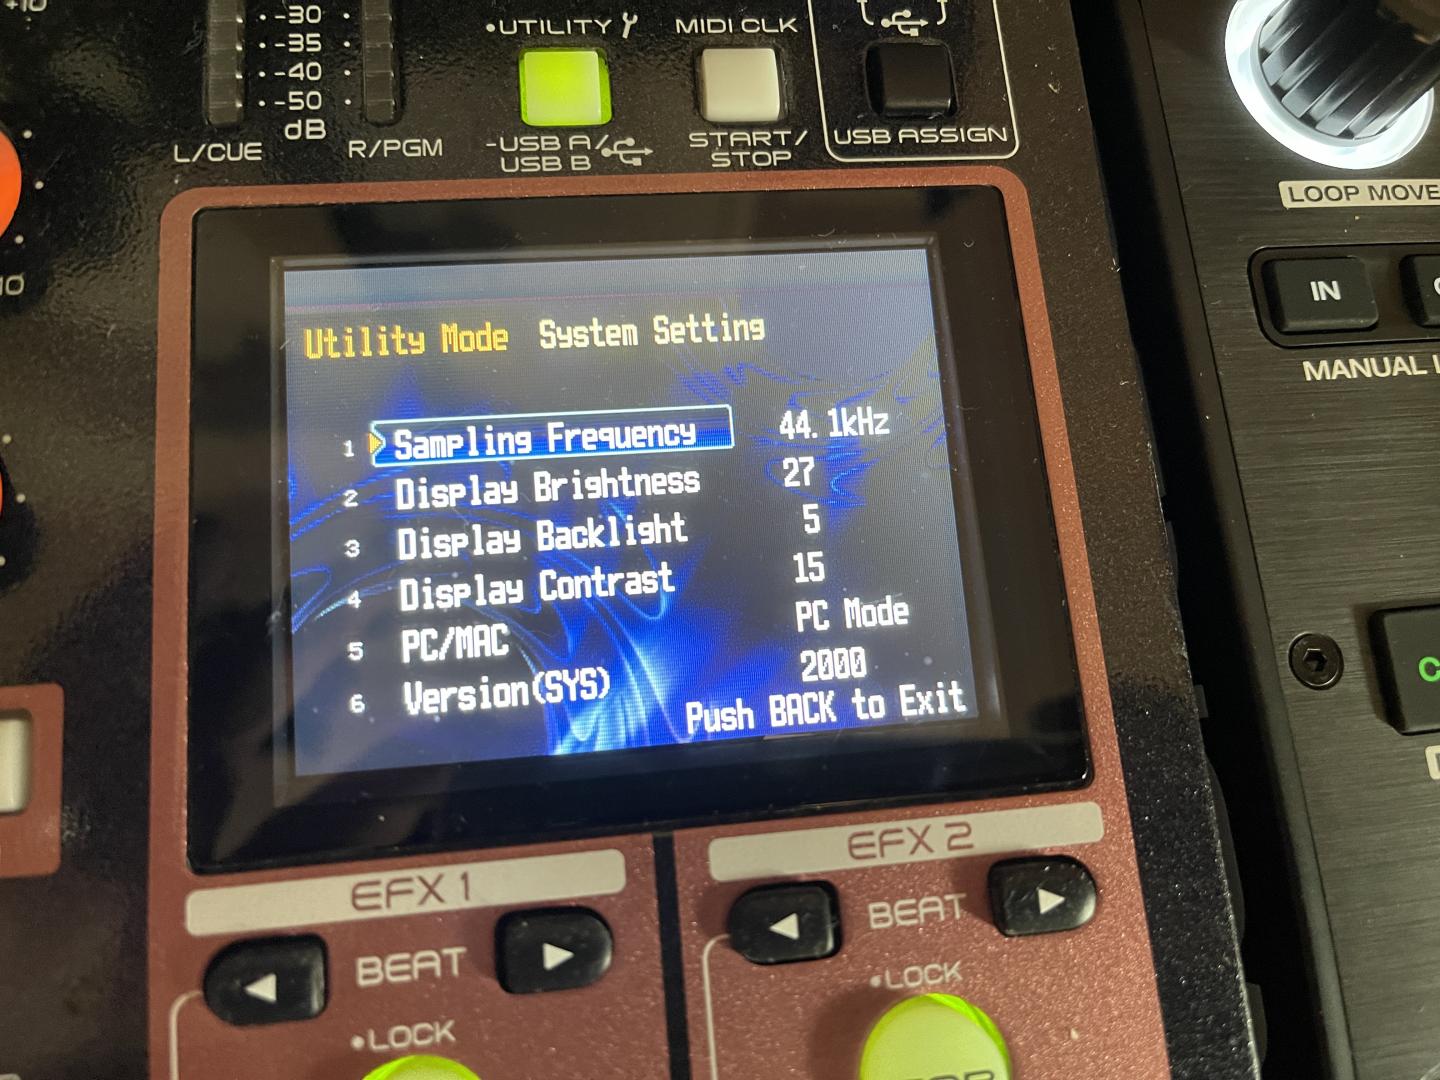 -30
-35
-40
-50
dB
L/CUE
R/PGM
•UTILITY
MIDI CLK
-USB A/
USB B
START/
STOP
USB ASSIGN
LOOP MOVE
IN
MANUAL
10
Utility Mode System Setting
1 Sampling Frequency 44.1kHz
2 Display Brightness 27
3 Display Backlight 5
4 Display Contrast 15
5 PC/MAC PC Mode
6 Version(SYS) 2000
Push BACK to Exit
EFX 1
EFX 2
BEAT
BEAT
•LOCK
•LOCK